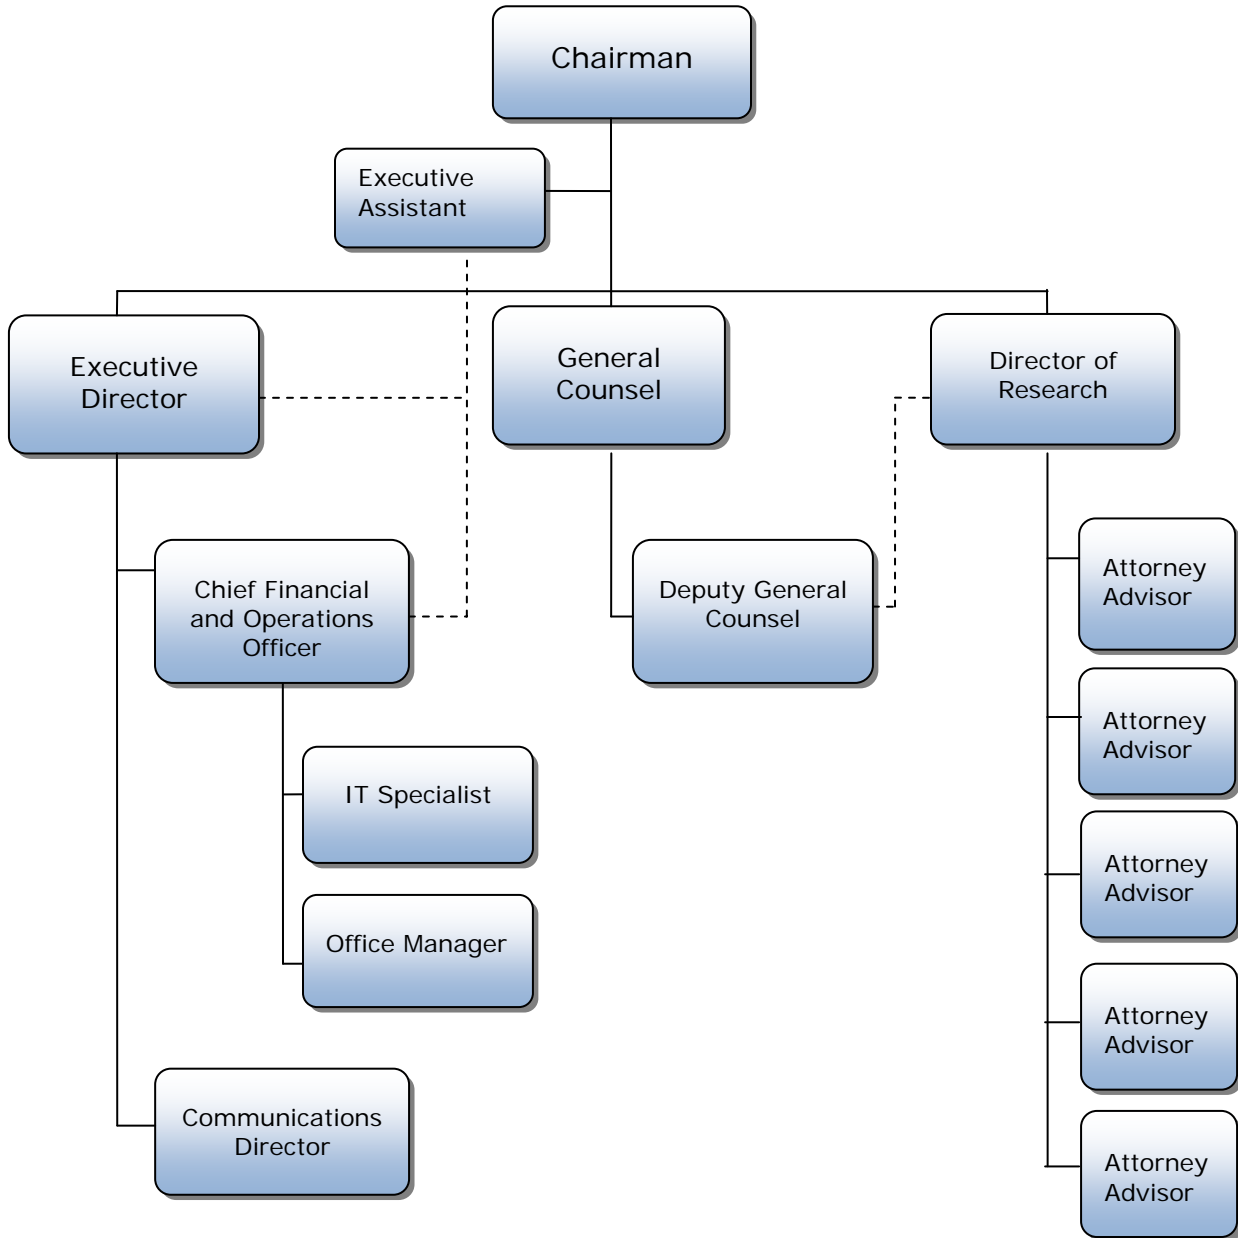 Chairman
Executive
Assistant
Executive
Director
General
Counsel
Director of
Research
Chief Financial
and Operations
Officer
Deputy General
Counsel
Attorney
Advisor
Attorney
Advisor
IT Specialist
Attorney
Advisor
Office Manager
Attorney
Advisor
Communications
Director
Attorney
Advisor